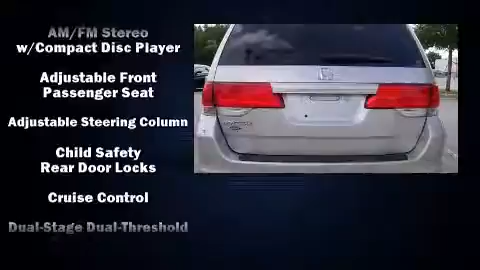 AM/FM Stereo
w/Compact Disc Player
Adjustable Front
Passenger Seat
Adjustable Steering Column
Child Safety
Rear Door Locks
Cruise Control
Dual-Stage Dual-Threshold